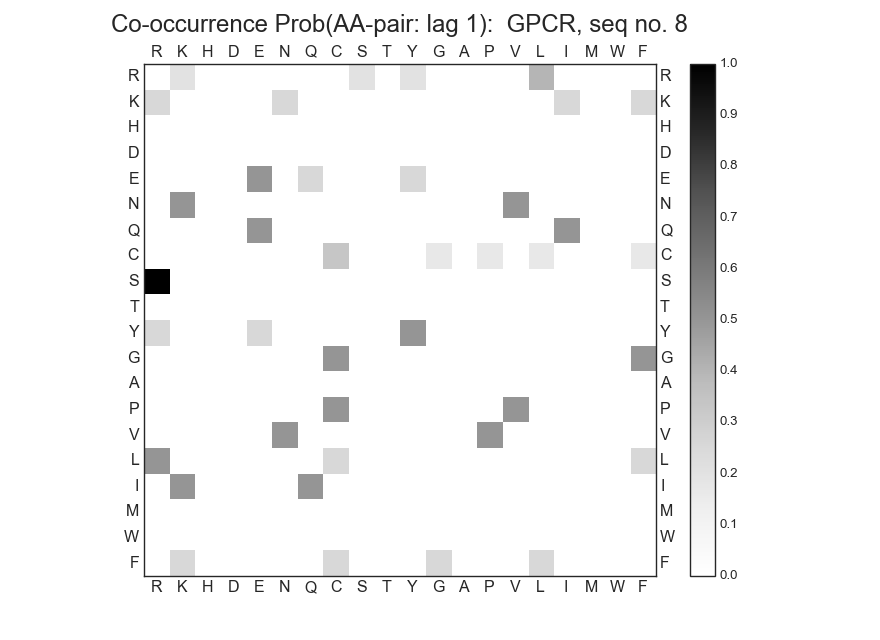 Co-occurrence Prob(AA-pair: lag 1):  GPCR, seq no. 8
R K H D E N Q C S T Y G A P V L I M W F
R R 1.0
K K
H H 0.9
D D
E E 0.8
N N 0.7
Q Q
C C 0.6
S S
T T 0.5
Y Y
G G 0.4
A A
P P 0.3
V V
L L 0.2
I I
M M 0.1
W W
F F 0.0
R K H D E N Q C S T Y G A P V L I M W F